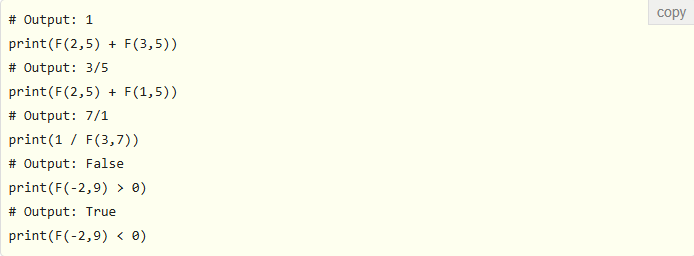 copy
# Output: 1
print(F(2,5) + F(3,5))
# Output: 3/5
print(F(2,5) + F(1,5))
# Output: 7/1
print(1 / F(3,7))
# Output: False
print(F(-2,9) > 0)
# Output: True
print(F(-2,9) < 0)